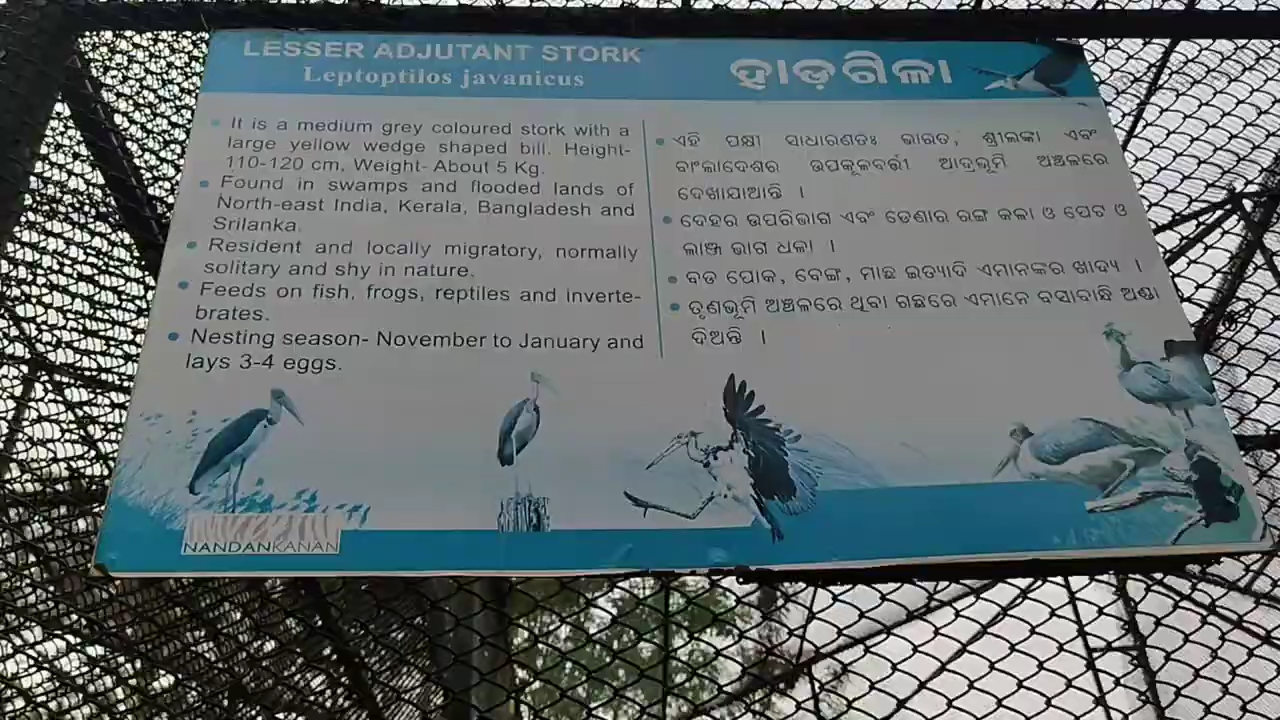 LESSER ADJUTANT STORK
Leptoptilos javanicus
It is a medium grey coloured stork with a
large yellow wedge shaped bill. Height-
110-120 cm, Weight- About 5 Kg.
Found in swamps and flooded lands of
North-east India, Kerala, Bangladesh and
Srilanka.
Resident and locally migratory, normally
solitary and shy in nature.
Feeds on fish, frogs, reptiles and inverte-
brates.
Nesting season- November to January and
lays 3-4 eggs.
ହାଡ଼ଗିଳା
ଏହି ପକ୍ଷୀ ସାଧାରଣତଃ ଭାରତ, ଶ୍ରୀଲଙ୍କା ଏବଂ
ବାଂଲାଦେଶର ଉପକୂଳବର୍ତ୍ତୀ ଆଦ୍ରଭୂମି ଅଞ୍ଚଳରେ
ଦେଖାଯାଆନ୍ତି ।
ଦେହର ଉପରିଭାଗ ଏବଂ ଡେଣାର ରଙ୍ଗ କଳା ଓ ପେଟ ଓ
ଲାଞ୍ଜ ଭାଗ ଧଳା ।
ବଡ ପୋକ, ବେଙ୍ଗ, ମାଛ ଇତ୍ୟାଦି ଏମାନଙ୍କର ଖାଦ୍ୟ ।
ତୃଣଭୂମି ଅଞ୍ଚଳରେ ଥିବା ଗଛରେ ଏମାନେ ବସାବାନ୍ଧି ଅଣ୍ଡା
ଦିଅନ୍ତି ।
NANDANKANAN